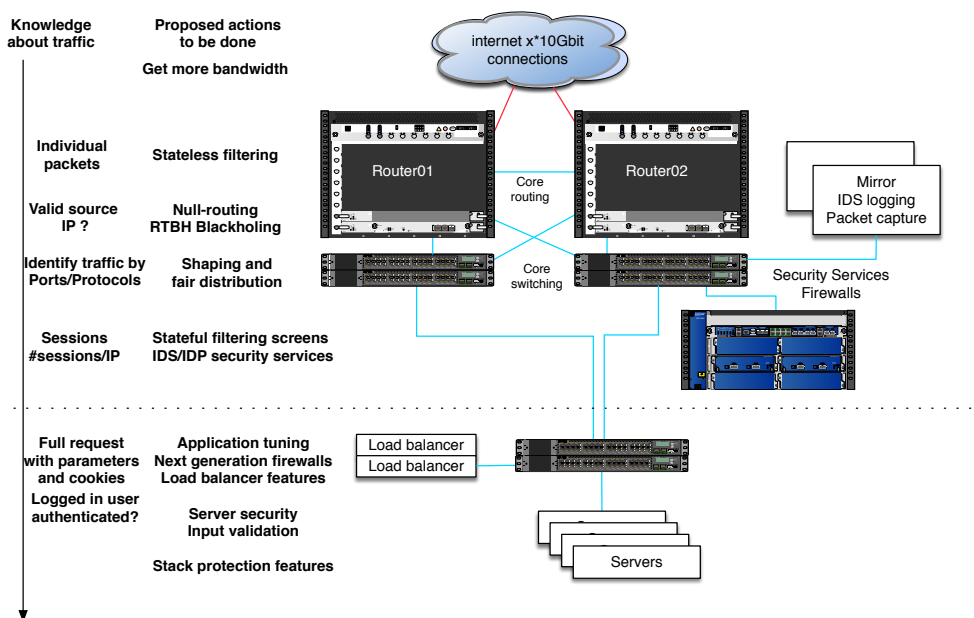 Knowledge
about traffic
Proposed actions
to be done
Get more bandwidth
internet x*10Gbit
connections
Individual
packets
Stateless filtering
Router01
Router02
Core
routing
Mirror
IDS logging
Packet capture
Valid source
IP ?
Null-routing
RTBH Blackholing
Identify traffic by
Ports/Protocols
Shaping and
fair distribution
Core
switching
Security Services
Firewalls
Sessions
#sessions/IP
Stateful filtering screens
IDS/IDP security services
Full request
with parameters
and cookies
Logged in user
authenticated?
Application tuning
Next generation firewalls
Load balancer features
Load balancer
Load balancer
Server security
Input validation
Stack protection features
Servers